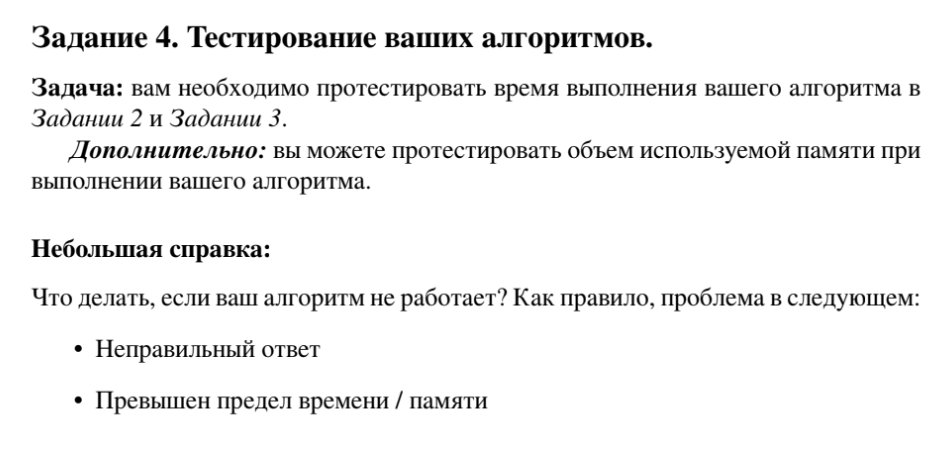 Задание 4. Тестирование ваших алгоритмов.
Задача: вам необходимо протестировать время выполнения вашего алгоритма в
Задании 2 и Задании 3.
Дополнительно: вы можете протестировать объем используемой памяти при
выполнении вашего алгоритма.
Небольшая справка:
Что делать, если ваш алгоритм не работает? Как правило, проблема в следующем:
• Неправильный ответ
• Превышен предел времени / памяти